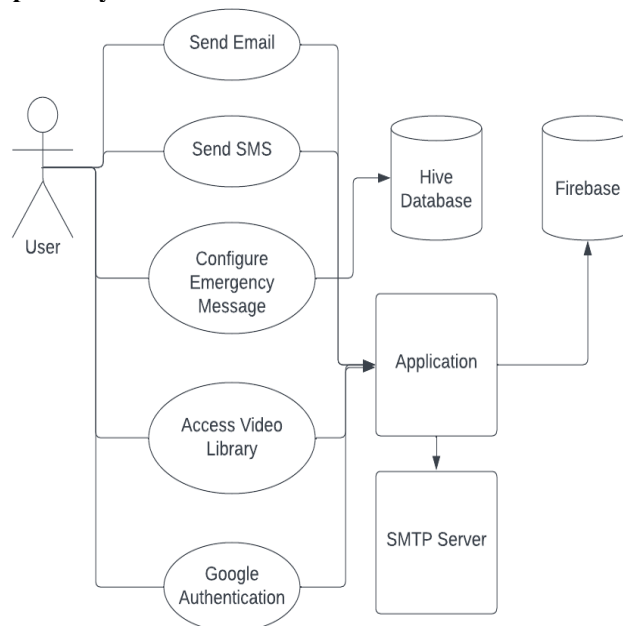 Send Email
Send SMS
Hive
Database
Firebase
User
Configure
Emergency
Message
Application
Access Video
Library
SMTP Server
Google
Authentication